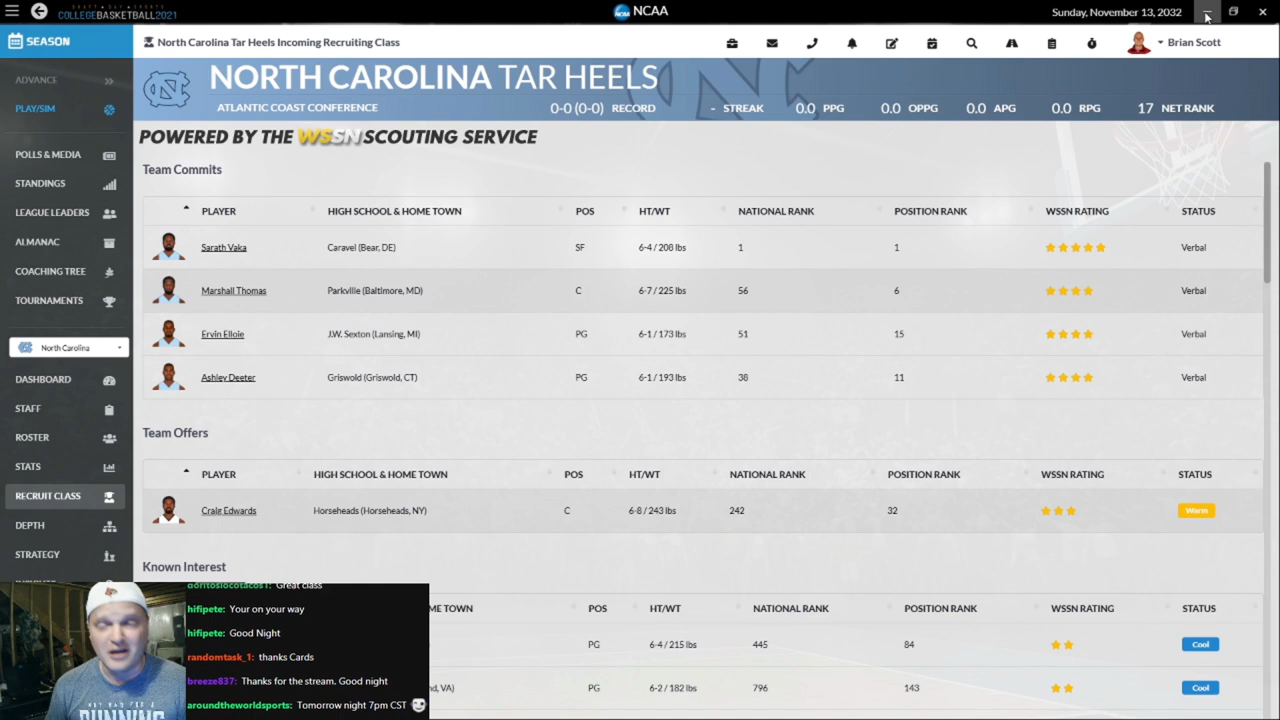 DRAFT DAY SPORTS
COLLEGEBASKETBALL2021
NCAA
Sunday, November 13, 2032
SEASON
North Carolina Tar Heels Incoming Recruiting Class
Brian Scott
ADVANCE
PLAY/SIM
POLLS & MEDIA
STANDINGS
LEAGUE LEADERS
ALMANAC
COACHING TREE
TOURNAMENTS
North Carolina
DASHBOARD
STAFF
ROSTER
STATS
RECRUIT CLASS
DEPTH
STRATEGY
NORTH CAROLINA TAR HEELS
ATLANTIC COAST CONFERENCE
0-0 (0-0) RECORD - STREAK 0.0 PPG 0.0 OPPG 0.0 APG 0.0 RPG 17 NET RANK
POWERED BY THE WSSN SCOUTING SERVICE
Team Commits
PLAYER HIGH SCHOOL & HOME TOWN POS HT/WT NATIONAL RANK POSITION RANK WSSN RATING STATUS
Sarath Vaka Caravel (Bear, DE) SF 6-4 / 208 lbs 1 1 Verbal
Marshall Thomas Parkville (Baltimore, MD) C 6-7 / 225 lbs 56 6 Verbal
Ervin Elloie J.W. Sexton (Lansing, MI) PG 6-1 / 173 lbs 51 15 Verbal
Ashley Deeter Griswold (Griswold, CT) PG 6-1 / 193 lbs 38 11 Verbal
Team Offers
PLAYER HIGH SCHOOL & HOME TOWN POS HT/WT NATIONAL RANK POSITION RANK WSSN RATING STATUS
Craig Edwards Horseheads (Horseheads, NY) C 6-8 / 243 lbs 242 32 Warm
Known Interest
ME TOWN POS HT/WT NATIONAL RANK POSITION RANK WSSN RATING STATUS
PG 6-4 / 215 lbs 445 84 Cool
nd, VA) PG 6-2 / 182 lbs 796 143 Cool
doritoslocotacos1: Great class
hifipete: Your on your way
hifipete: Good Night
randomtask_1: thanks Cards
breeze837: Thanks for the stream. Good night
aroundtheworldsports: Tomorrow night 7pm CST